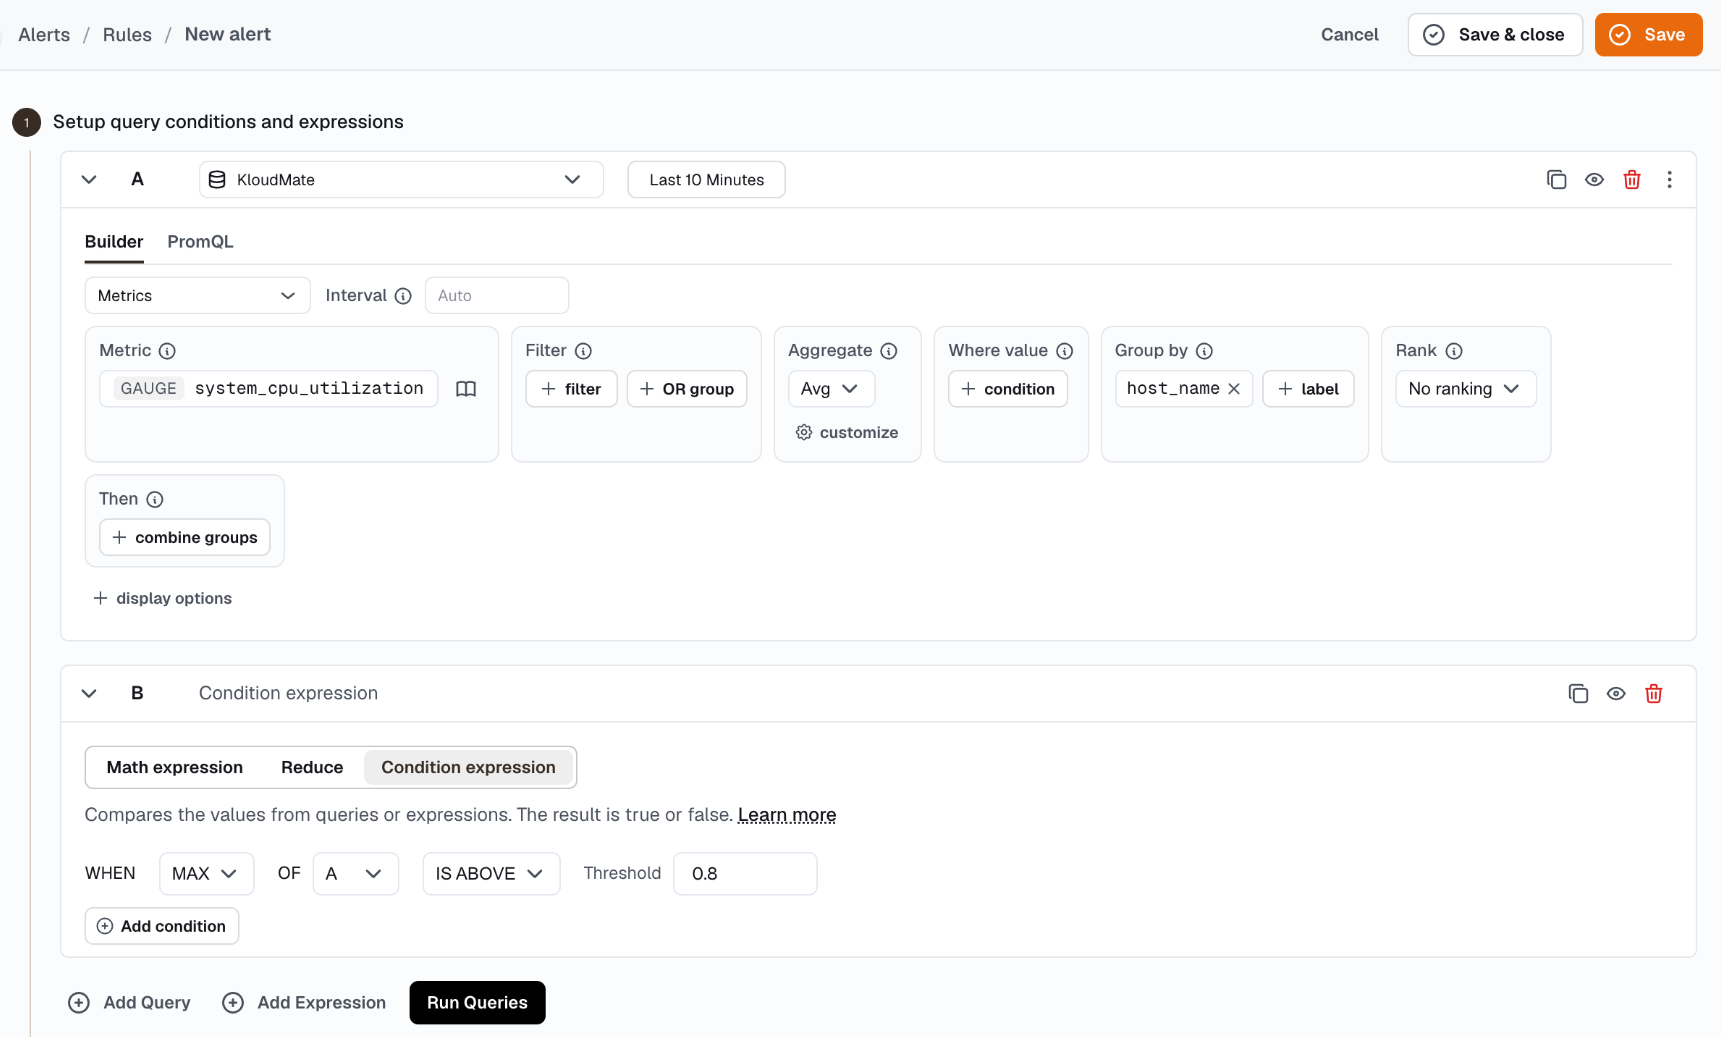 Alerts / Rules / New alert
Cancel
Save & close
Save
1
Setup query conditions and expressions
A
KloudMate
Last 10 Minutes
Builder
PromQL
Metrics
Interval
Auto
Metric
GAUGE system_cpu_utilization
Filter
+ filter
+ OR group
Aggregate
Avg
customize
Where value
+ condition
Group by
host_name ×
+ label
Rank
No ranking
Then
+ combine groups
+ display options
B
Condition expression
Math expression
Reduce
Condition expression
Compares the values from queries or expressions. The result is true or false. Learn more
WHEN MAX OF A IS ABOVE Threshold 0.8
Add condition
Add Query
Add Expression
Run Queries